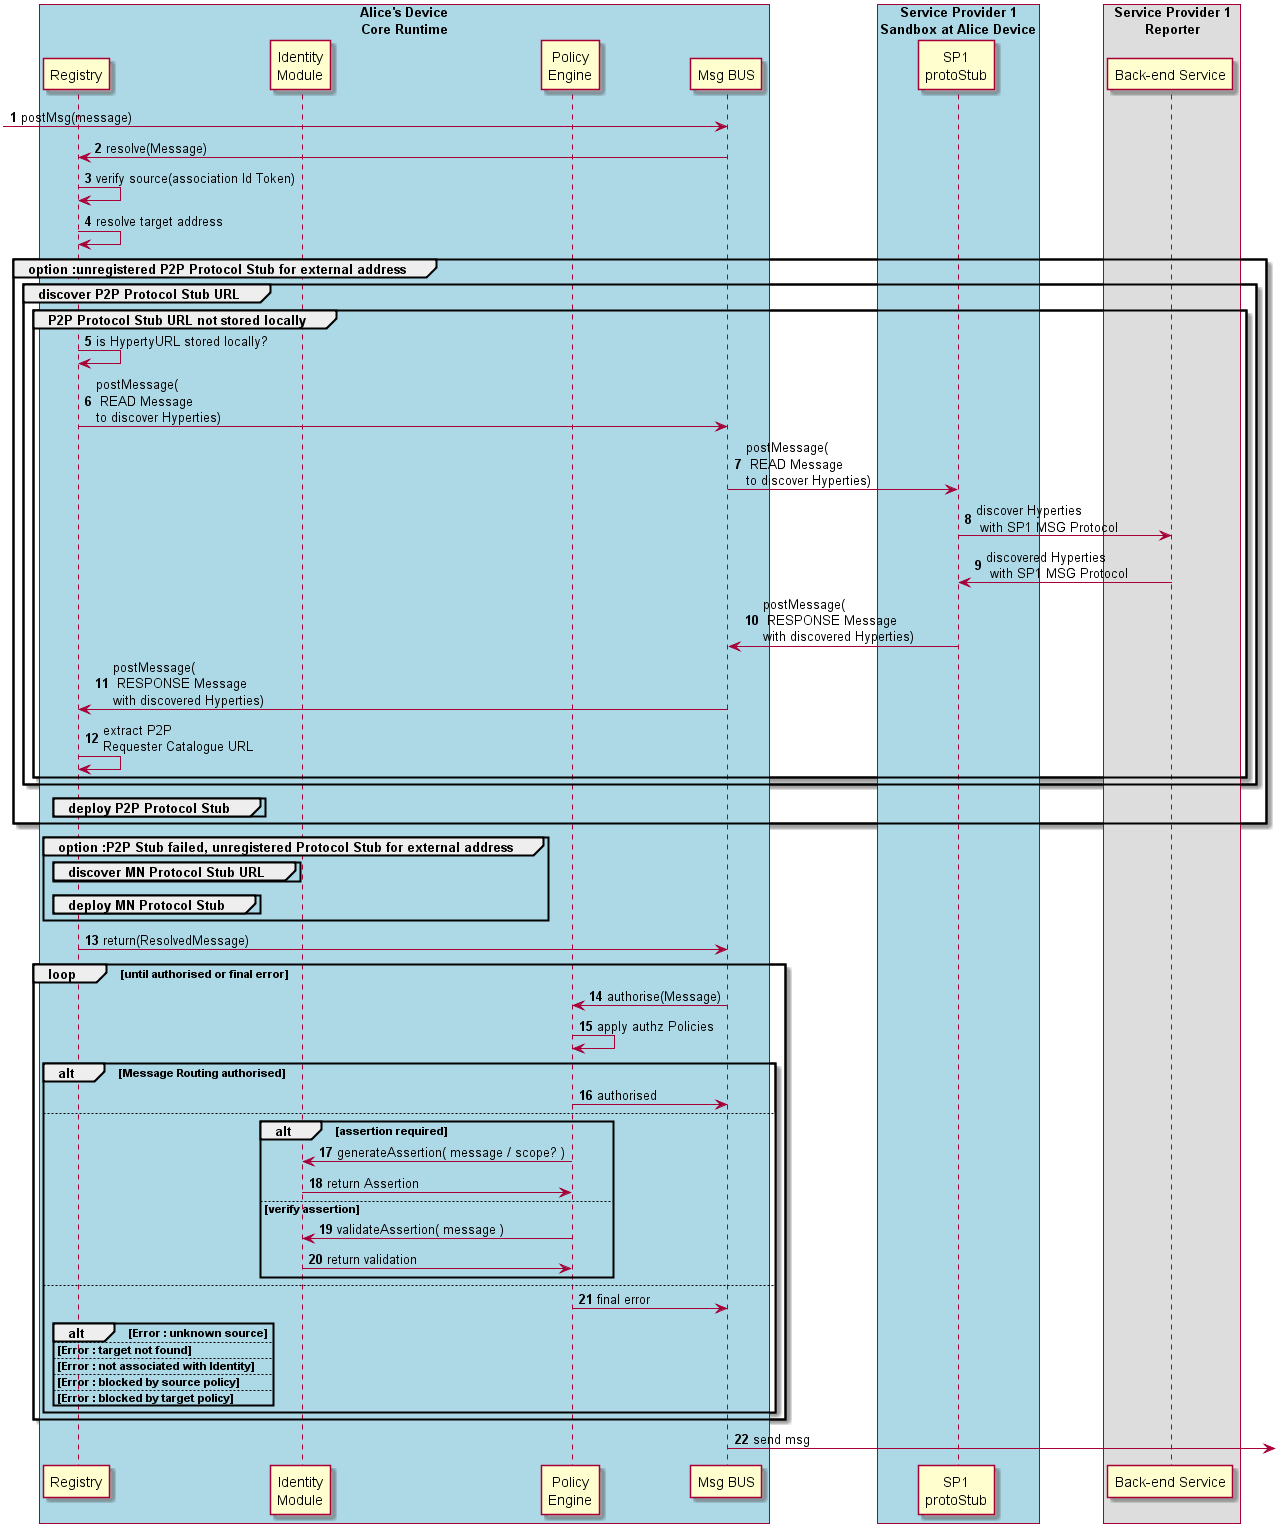 Alice's Device
Core Runtime
Service Provider 1
Sandbox at Alice Device
Service Provider 1
Reporter
Registry
Identity
Module
Policy
Engine
Msg BUS
SP1
protoStub
Back-end Service
1 postMsg(message)
2 resolve(Message)
3 verify source(association Id Token)
4 resolve target address
option :unregistered P2P Protocol Stub for external address
discover P2P Protocol Stub URL
P2P Protocol Stub URL not stored locally
5 is HypertyURL stored locally?
postMessage(
6 READ Message
to discover Hyperties)
postMessage(
7 READ Message
to discover Hyperties)
8 discover Hyperties
with SP1 MSG Protocol
9 discovered Hyperties
with SP1 MSG Protocol
postMessage(
10 RESPONSE Message
with discovered Hyperties)
postMessage(
11 RESPONSE Message
with discovered Hyperties)
12 extract P2P
Requester Catalogue URL
deploy P2P Protocol Stub
option :P2P Stub failed, unregistered Protocol Stub for external address
discover MN Protocol Stub URL
deploy MN Protocol Stub
13 return(ResolvedMessage)
loop [until authorised or final error]
14 authorise(Message)
15 apply authz Policies
alt [Message Routing authorised]
16 authorised
alt [assertion required]
17 generateAssertion( message / scope? )
18 return Assertion
[verify assertion]
19 validateAssertion( message )
20 return validation
21 final error
alt [Error : unknown source]
[Error : target not found]
[Error : not associated with Identity]
[Error : blocked by source policy]
[Error : blocked by target policy]
22 send msg
Registry
Identity
Module
Policy
Engine
Msg BUS
SP1
protoStub
Back-end Service